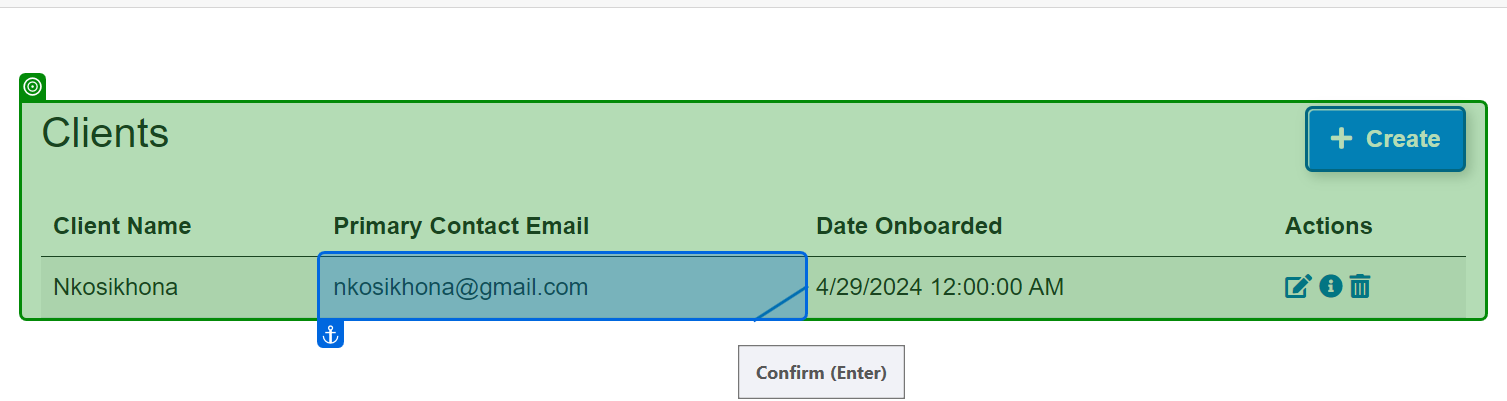 Clients
Create
Client Name Primary Contact Email Date Onboarded Actions
Nkosikhona nkosikhona@gmail.com 4/29/2024 12:00:00 AM
Confirm (Enter)